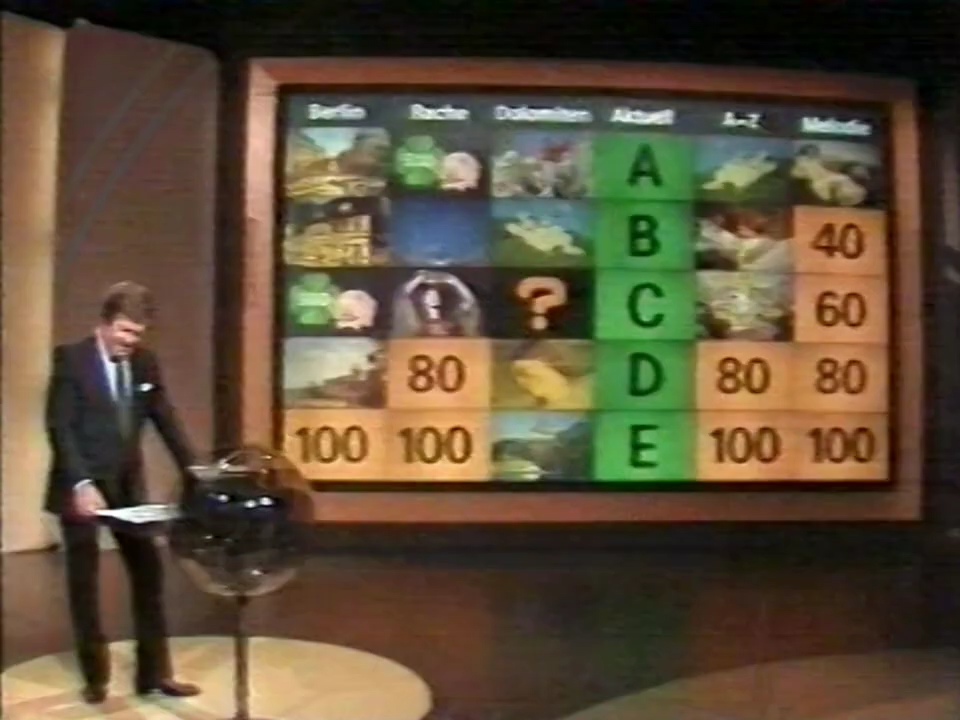 Berlin Rache Dolomiten Aktuell A-Z Melodie
A
B 40
? C 60
80 D 80 80
100 100 E 100 100